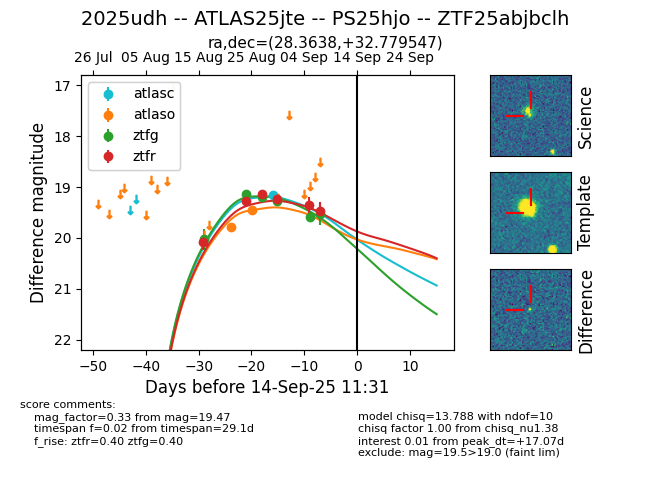 2025udh -- ATLAS25jte -- PS25hjo -- ZTF25abjbclh
ra,dec=(28.3638,+32.779547)
26 Jul 05 Aug 15 Aug 25 Aug 04 Sep 14 Sep 24 Sep
17
18
19
20
21
22
Difference magnitude
atlasc
atlaso
ztfg
ztfr
−50 −40 −30 −20 −10 0 10
Days before 14-Sep-25 11:31
Science
Template
Difference
score comments:
mag_factor=0.33 from mag=19.47
timespan f=0.02 from timespan=29.1d
f_rise: ztfr=0.40 ztfg=0.40
model chisq=13.788 with ndof=10
chisq factor 1.00 from chisq_nu1.38
interest 0.01 from peak_dt=+17.07d
exclude: mag=19.5>19.0 (faint lim)